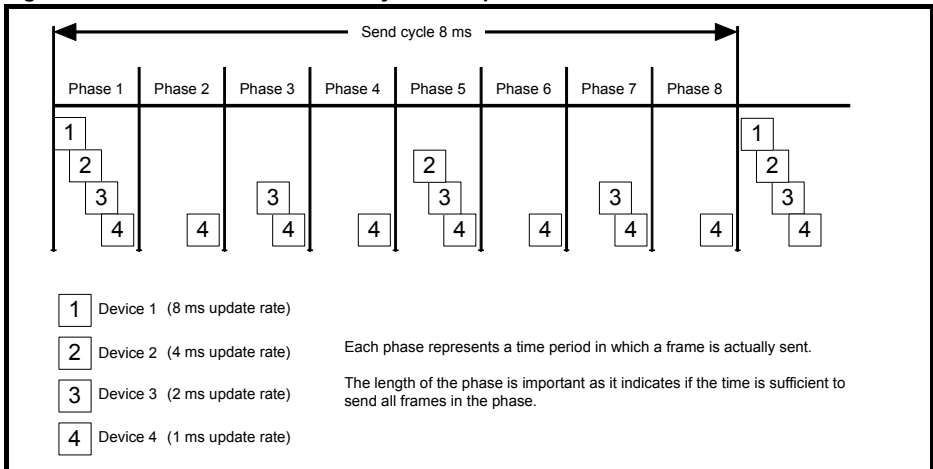 Send cycle 8 ms
Phase 1 Phase 2 Phase 3 Phase 4 Phase 5 Phase 6 Phase 7 Phase 8
1 1
2 2 2
3 3 3 3 3
4 4 4 4 4 4 4 4 4
1 Device 1 (8 ms update rate)
2 Device 2 (4 ms update rate)
3 Device 3 (2 ms update rate)
4 Device 4 (1 ms update rate)
Each phase represents a time period in which a frame is actually sent.
The length of the phase is important as it indicates if the time is sufficient to
send all frames in the phase.